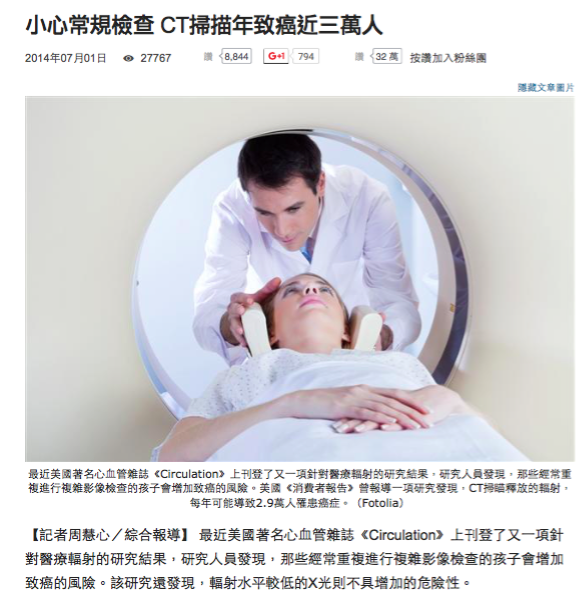 小心常規檢查 CT掃描年致癌近三萬人
2014年07月01日 27767 讚 8,844 G+1 794 讚 32 萬 按讚加入粉絲團
隱藏文章圖片
最近美國著名心血管雜誌《Circulation》上刊登了又一項針對醫療輻射的研究結果，研究人員發現，那些經常重
複進行複雜影像檢查的孩子會增加致癌的風險。美國《消費者報告》曾報導一項研究發現，CT掃瞄釋放的輻射，
每年可能導致2.9萬人罹患癌症。（Fotolia）
【記者周慧心／綜合報導】 最近美國著名心血管雜誌《Circulation》上刊登了又一項針
對醫療輻射的研究結果，研究人員發現，那些經常重複進行複雜影像檢查的孩子會增加
致癌的風險。該研究還發現，輻射水平較低的X光則不具增加的危險性。